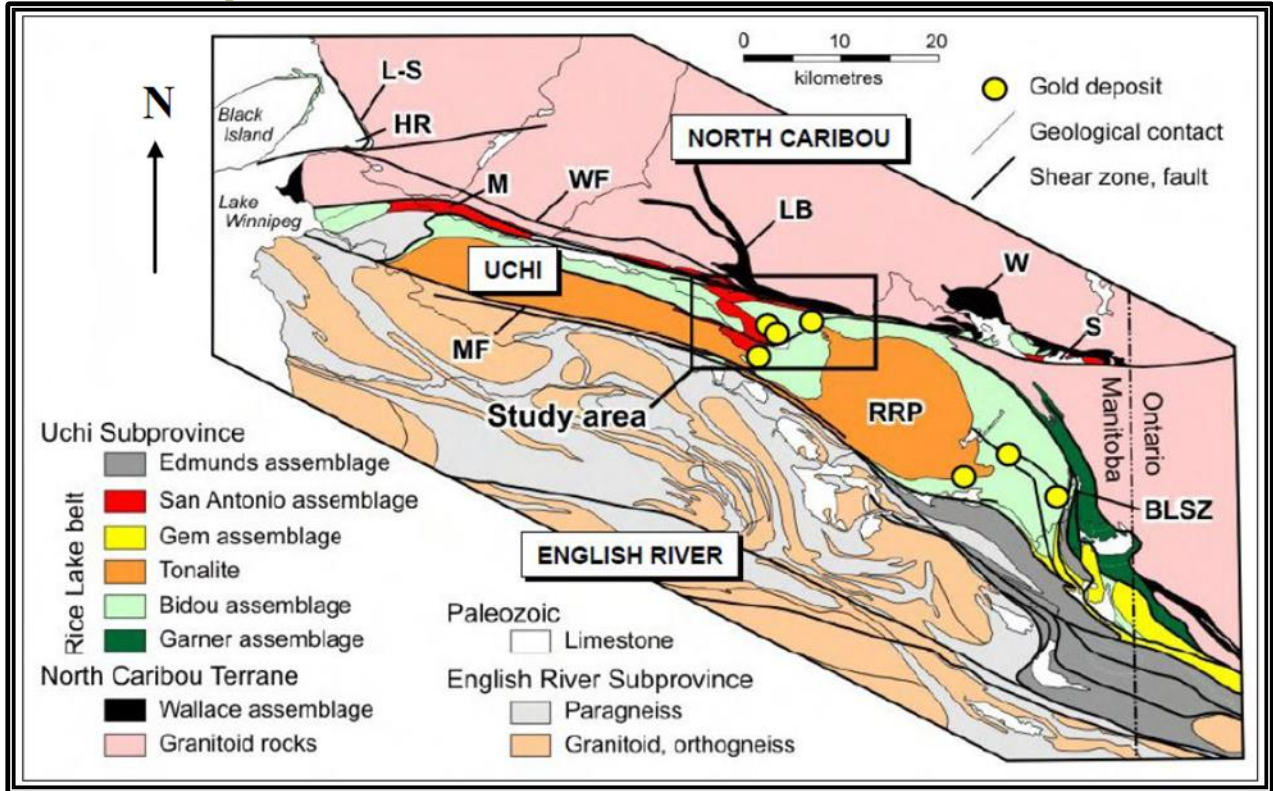 0 10 20
kilometres
N
L-S
Black
Island
HR
NORTH CARIBOU
Gold deposit
Geological contact
Shear zone, fault
Lake
Winnipeg
M
WF
LB
UCHI
W
S
MF
Study area
RRP
Manitoba
Ontario
BLSZ
ENGLISH RIVER
Uchi Subprovince
Rice Lake belt
Edmunds assemblage
San Antonio assemblage
Gem assemblage
Tonalite
Bidou assemblage
Garner assemblage
North Caribou Terrane
Wallace assemblage
Granitoid rocks
Paleozoic
Limestone
English River Subprovince
Paragneiss
Granitoid, orthogneiss